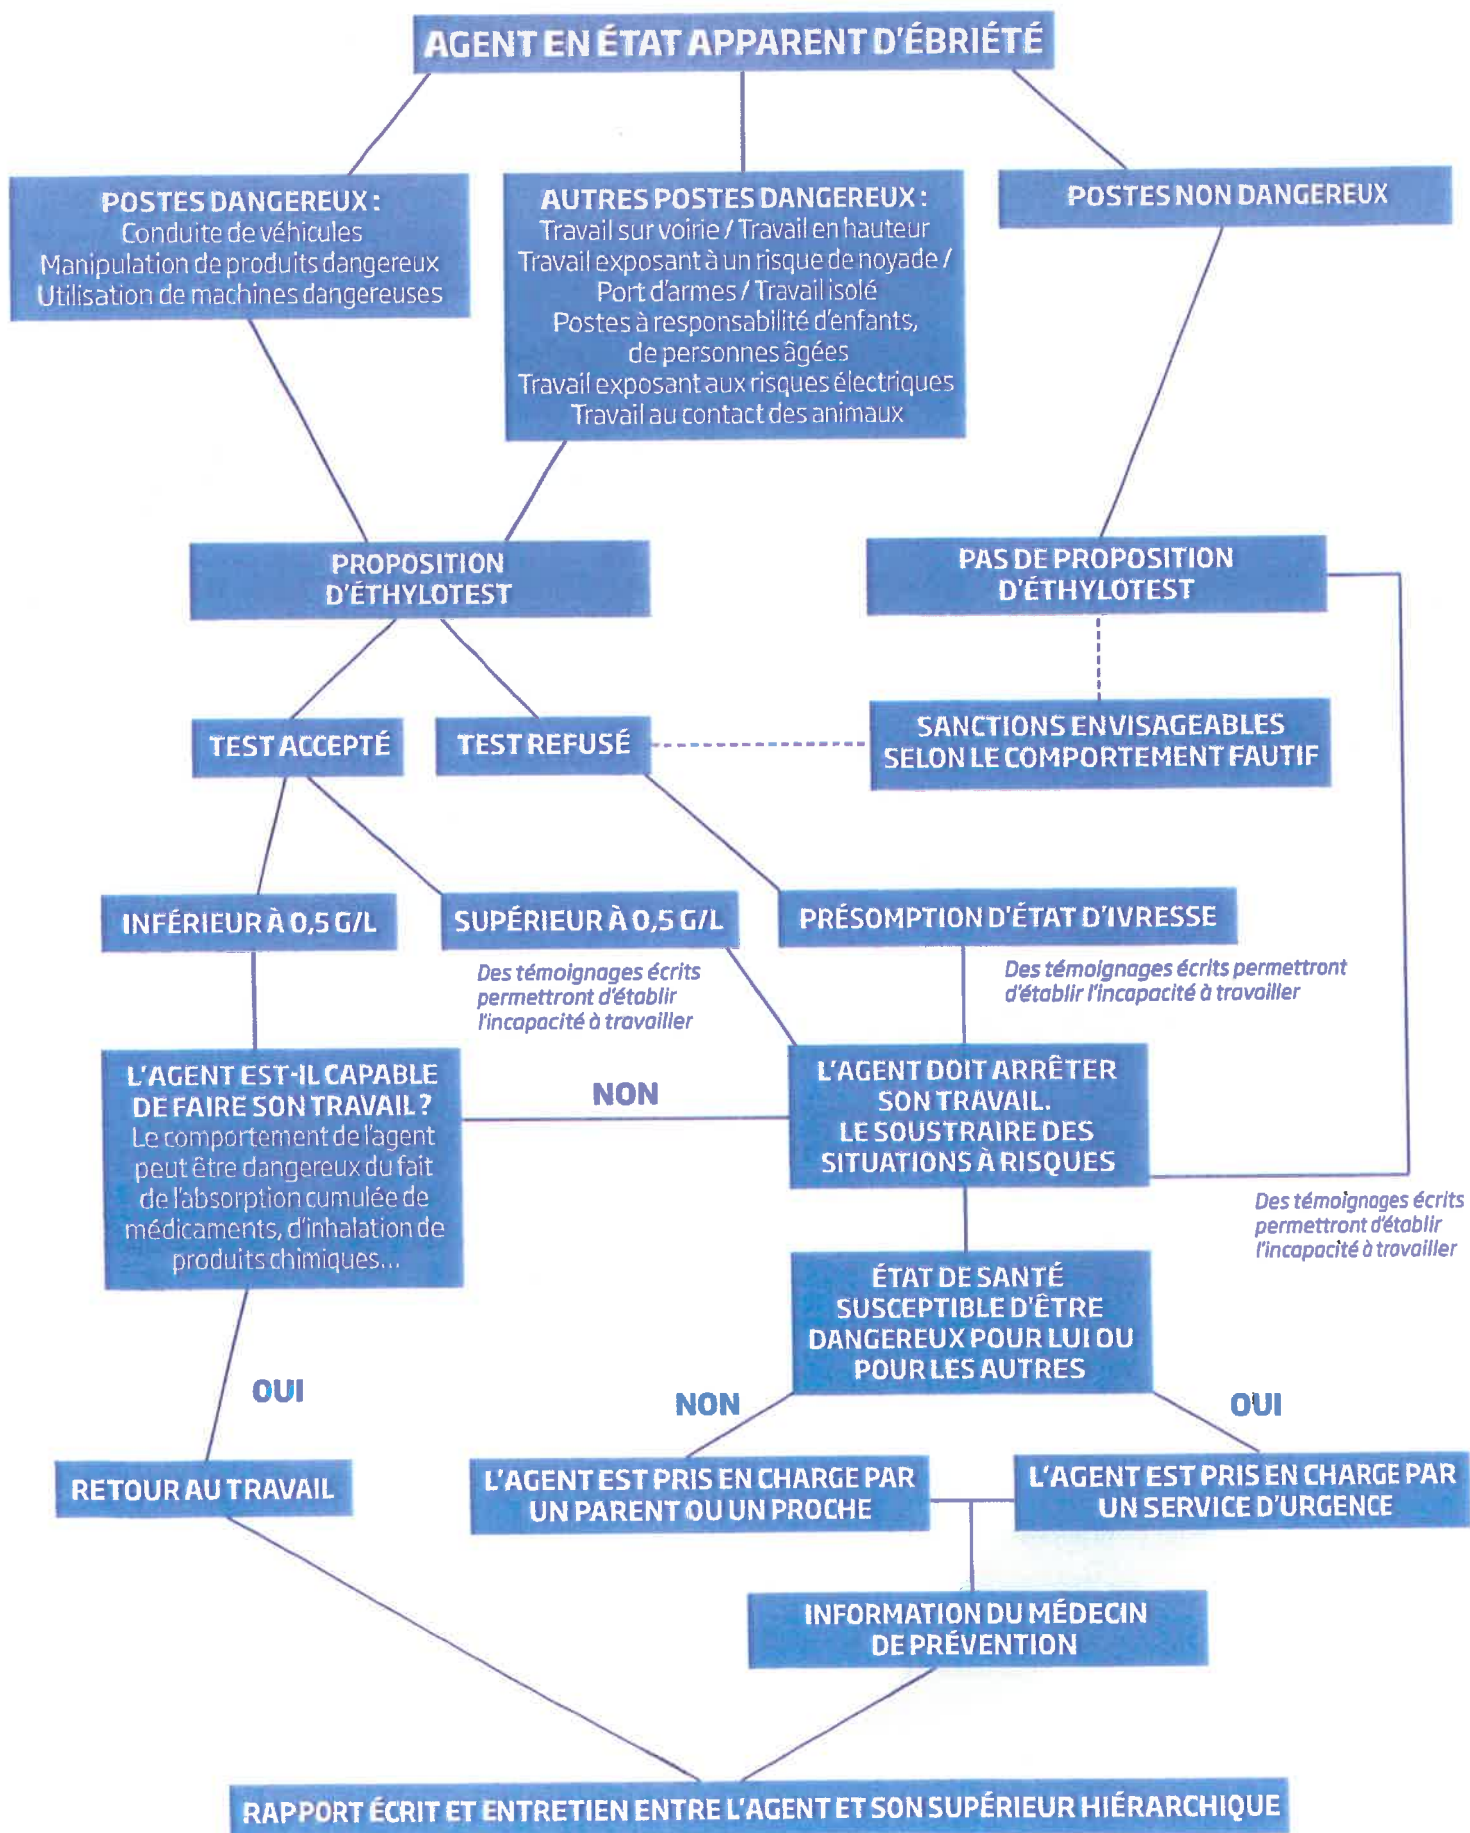 AGENT EN ÉTAT APPARENT D'ÉBRIÉTÉ
POSTES DANGEREUX :
Conduite de véhicules
Manipulation de produits dangereux
Utilisation de machines dangereuses
AUTRES POSTES DANGEREUX :
Travail sur voirie / Travail en hauteur
Travail exposant à un risque de noyade /
Port d'armes / Travail isolé
Postes à responsabilité d'enfants,
de personnes âgées
Travail exposant aux risques électriques
Travail au contact des animaux
POSTES NON DANGEREUX
PROPOSITION
D'ÉTHYLOTEST
PAS DE PROPOSITION
D'ÉTHYLOTEST
TEST ACCEPTÉ
TEST REFUSÉ
SANCTIONS ENVISAGEABLES
SELON LE COMPORTEMENT FAUTIF
INFÉRIEUR À 0,5 G/L
SUPÉRIEUR À 0,5 G/L
PRÉSOMPTION D'ÉTAT D'IVRESSE
Des témoignages écrits
permettront d'établir
l'incapacité à travailler
Des témoignages écrits permettront
d'établir l'incapacité à travailler
L'AGENT EST-IL CAPABLE
DE FAIRE SON TRAVAIL ?
Le comportement de l'agent
peut être dangereux du fait
de l'absorption cumulée de
médicaments, d'inhalation de
produits chimiques...
NON
L'AGENT DOIT ARRÊTER
SON TRAVAIL.
LE SOUSTRAIRE DES
SITUATIONS À RISQUES
Des témoignages écrits
permettront d'établir
l'incapacité à travailler
ÉTAT DE SANTÉ
SUSCEPTIBLE D'ÊTRE
DANGEREUX POUR LUI OU
POUR LES AUTRES
OUI
NON
OUI
RETOUR AU TRAVAIL
L'AGENT EST PRIS EN CHARGE PAR
UN PARENT OU UN PROCHE
L'AGENT EST PRIS EN CHARGE PAR
UN SERVICE D'URGENCE
INFORMATION DU MÉDECIN
DE PRÉVENTION
RAPPORT ÉCRIT ET ENTRETIEN ENTRE L'AGENT ET SON SUPÉRIEUR HIÉRARCHIQUE